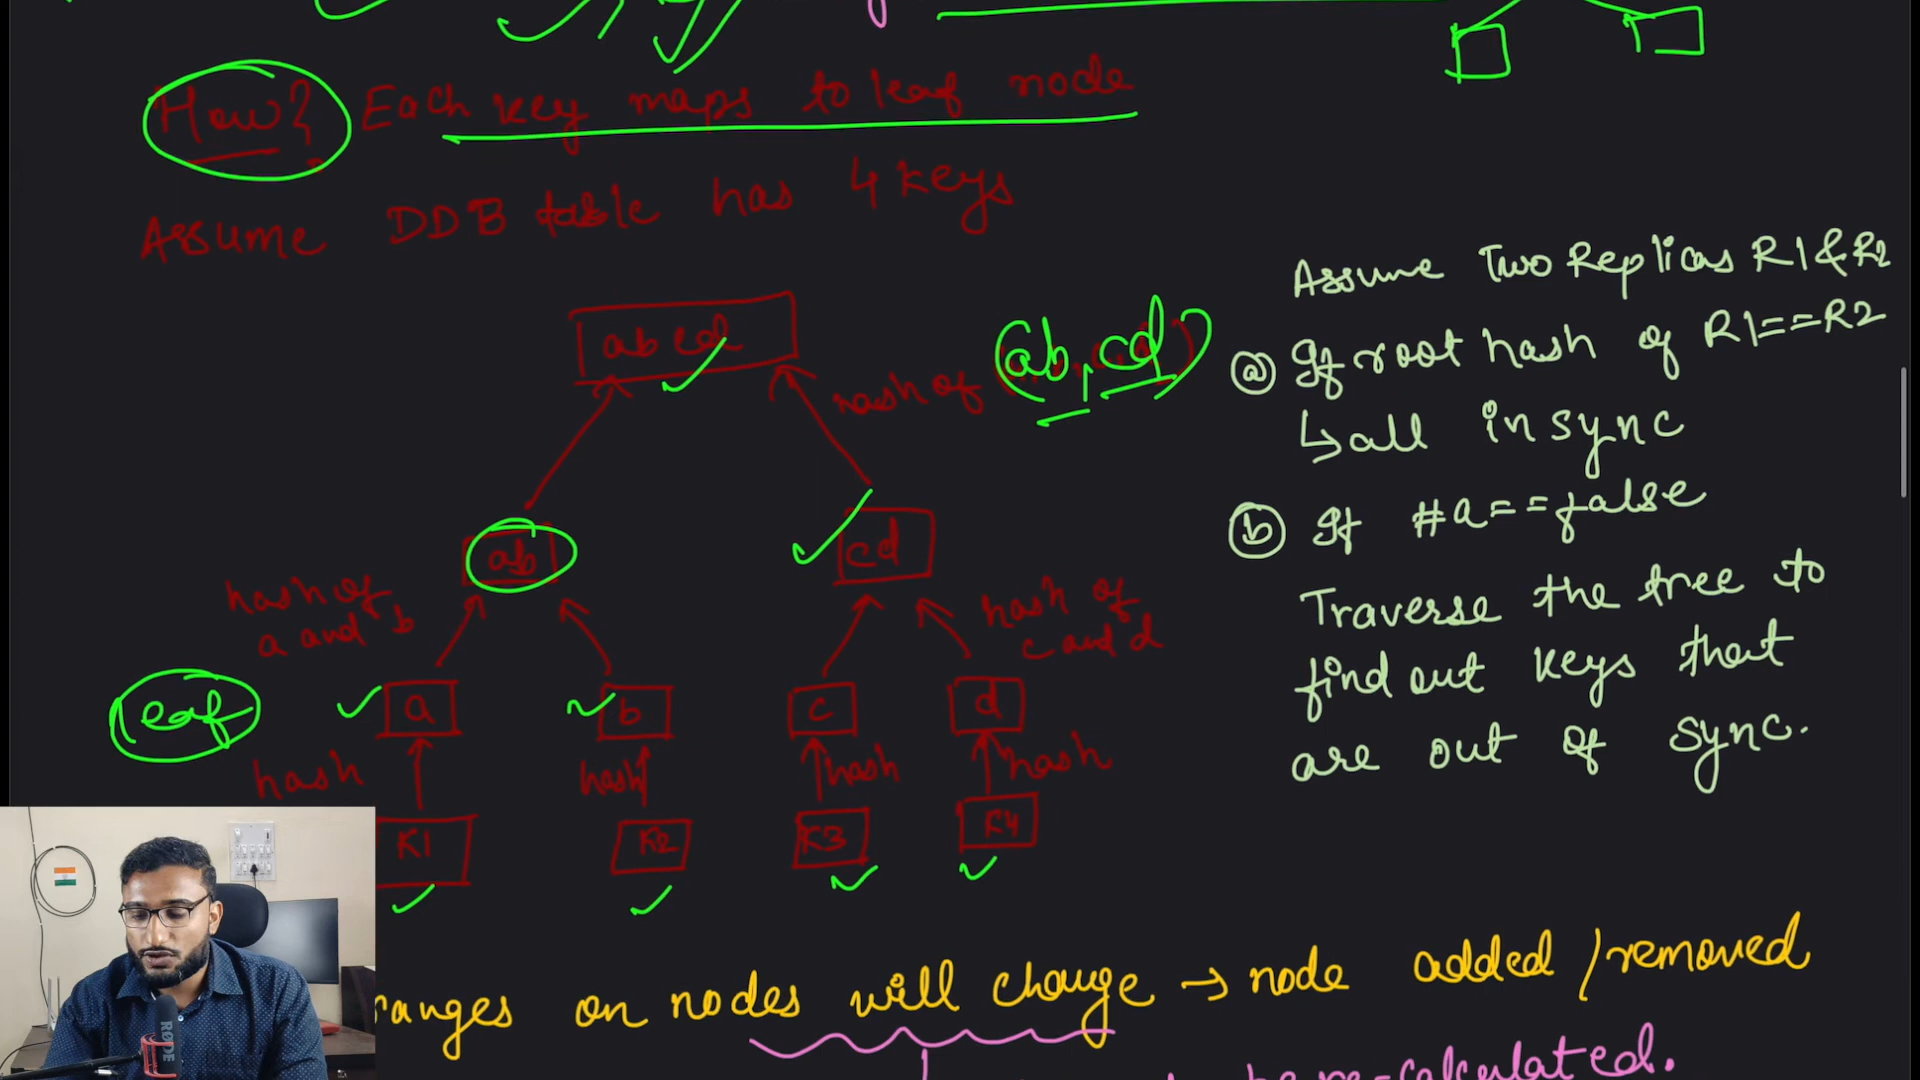 How? Each key maps to leaf node
Assume DDB table has 4 keys
abcd
hash of (ab, cd)
ab
cd
hash of
a and b
hash of
c and d
leaf
a
b
c
d
hash
hash
hash
hash
K1
K2
K3
K4
Assume Two Replicas R1 & R2
a If root hash of R1==R2
↳ all in sync
b If #a==false
Traverse the tree to
find out keys that
are out of sync.
ranges on nodes will change → node added / removed
re-calculated.
RODE